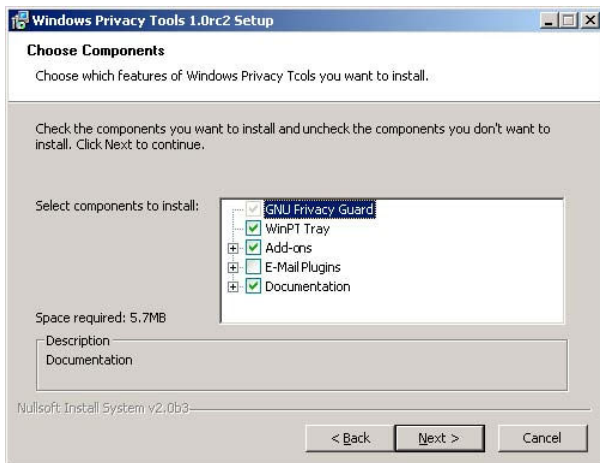 Windows Privacy Tools 1.0rc2 Setup
Choose Components
Choose which features of Windows Privacy Tools you want to install.
Check the components you want to install and uncheck the components you don't want to
install. Click Next to continue.
Select components to install:
GNU Privacy Guard
WinPT Tray
Add-ons
E-Mail Plugins
Documentation
Space required: 5.7MB
Description
Documentation
Nullsoft Install System v2.0b3
< Back
Next >
Cancel